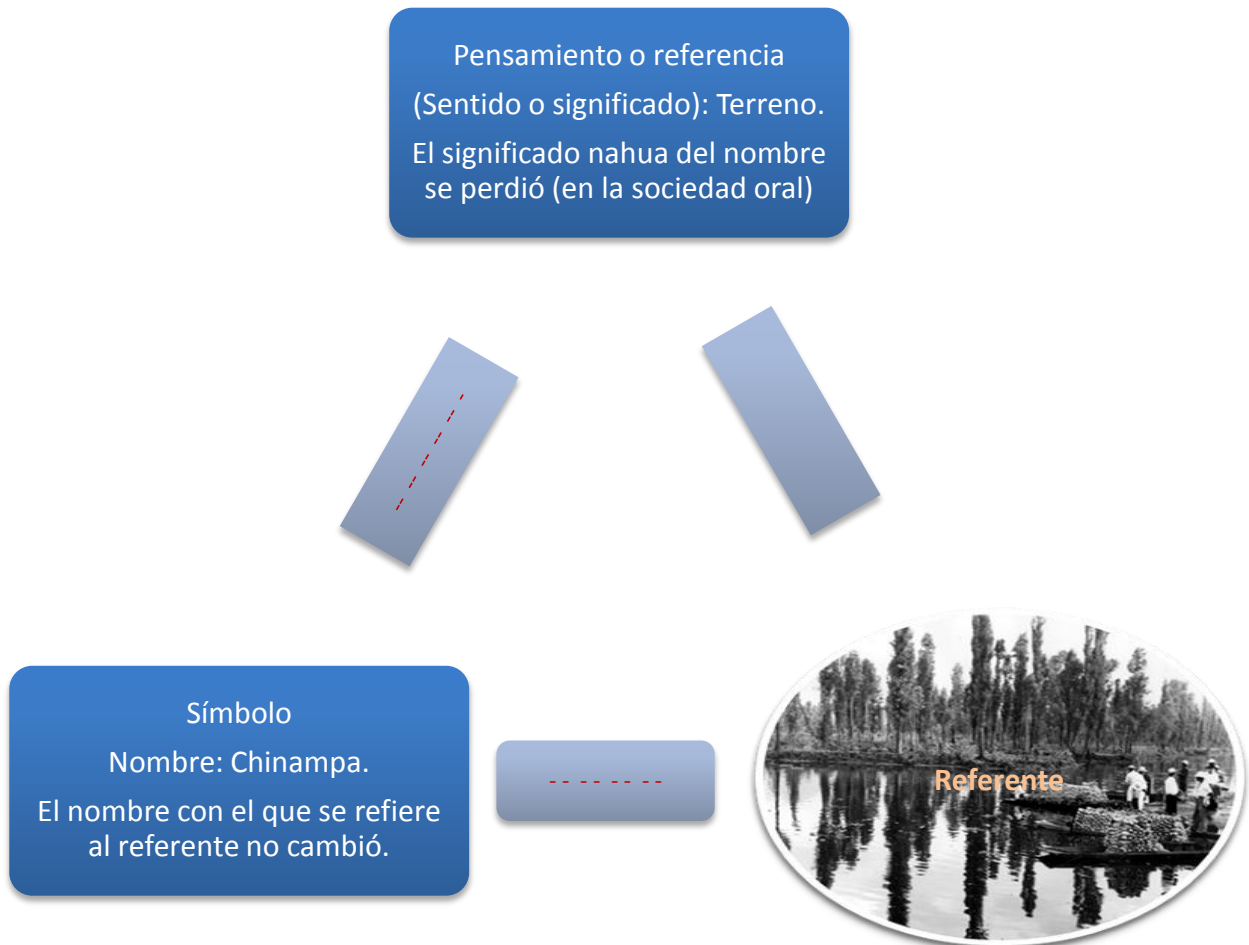 Pensamiento o referencia
(Sentido o significado): Terreno.
El significado nahua del nombre
se perdió (en la sociedad oral)
Símbolo
Nombre: Chinampa.
El nombre con el que se refiere
al referente no cambió.
Referente